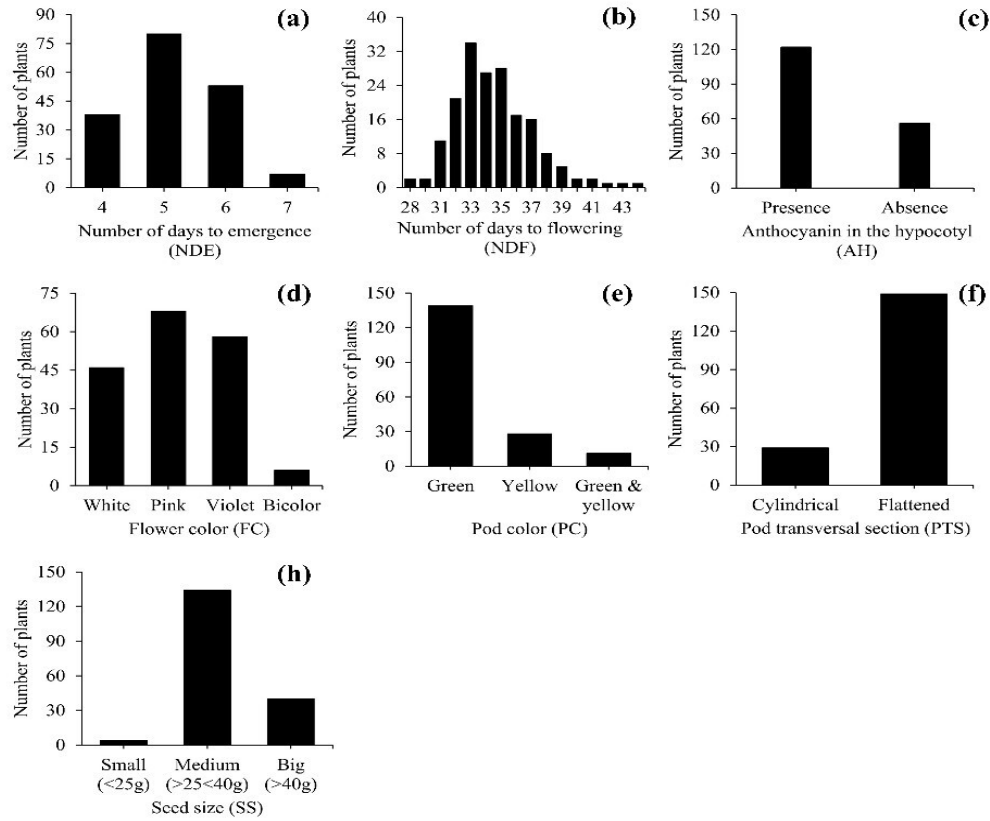 (a)
Number of plants
90
75
60
45
30
15
0
4 5 6 7
Number of days to emergence
(NDE)
(b)
Number of plants
40
32
24
16
8
0
28 31 33 35 37 39 41 43
Number of days to flowering
(NDF)
(c)
Number of plants
150
120
90
60
30
0
Presence Absence
Anthocyanin in the hypocotyl
(AH)
(d)
Number of plants
75
60
45
30
15
0
White Pink Violet Bicolor
Flower color (FC)
(e)
Number of plants
150
120
90
60
30
0
Green Yellow Green &
yellow
Pod color (PC)
(f)
Number of plants
150
120
90
60
30
0
Cylindrical Flattened
Pod transversal section (PTS)
(h)
Number of plants
150
120
90
60
30
0
Small Medium Big
(<25g) (>25<40g) (>40g)
Seed size (SS)